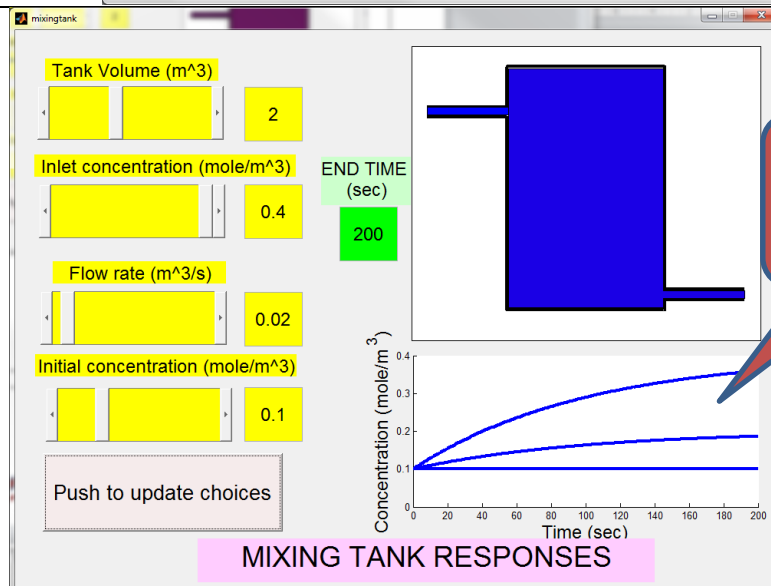 mixingtank
Tank Volume (m^3)
2
Inlet concentration (mole/m^3)
0.4
END TIME
(sec)
200
Flow rate (m^3/s)
0.02
Initial concentration (mole/m^3)
0.1
Push to update choices
Concentration (mole/m³)
0.4
0.3
0.2
0.1
0
0 20 40 60 80 100 120 140 160 180 200
Time (sec)
MIXING TANK RESPONSES